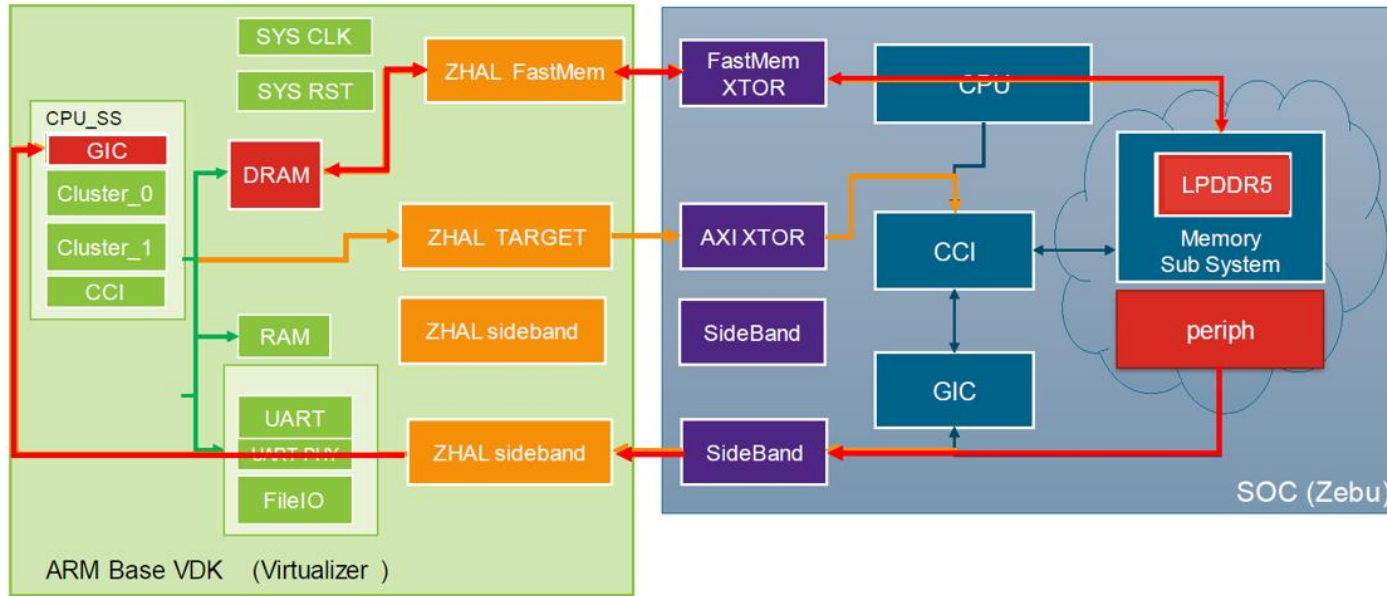 SYS CLK
SYS RST
ZHAL FastMem
FastMem
XTOR
CPU
CPU_SS
GIC
Cluster_0
Cluster_1
CCI
DRAM
LPDDR5
Memory
Sub System
ZHAL TARGET
AXI XTOR
CCI
ZHAL sideband
SideBand
RAM
periph
GIC
UART
UART PHY
FileIO
ZHAL sideband
SideBand
SOC (Zebu)
ARM Base VDK (Virtualizer )